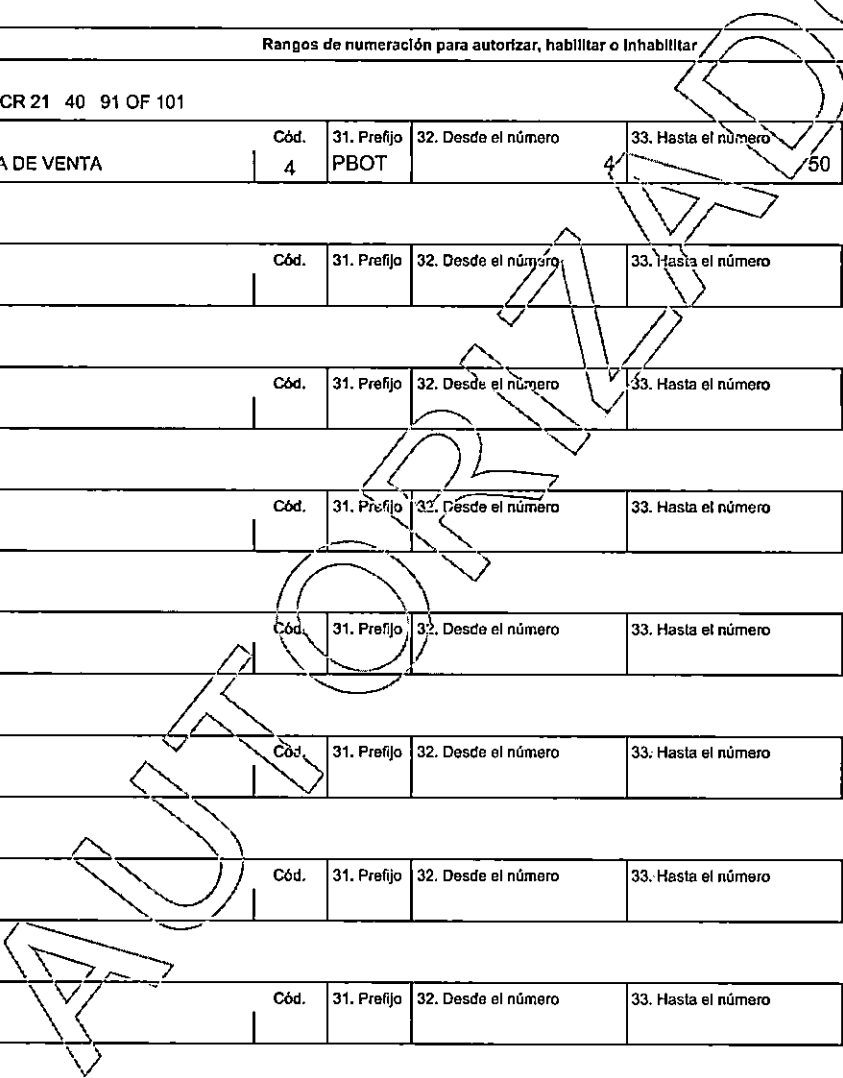 Rangos de numeración para autorizar, habilitar o Inhabilitar
CR 21 40 91 OF 101
Cód. 31. Prefijo 32. Desde el número 33. Hasta el número
A DE VENTA 4 PBOT 4 50
Cód. 31. Prefijo 32. Desde el número 33. Hasta el número
Cód. 31. Prefijo 32. Desde el número 33. Hasta el número
Cód. 31. Prefijo 32. Desde el número 33. Hasta el número
Cód. 31. Prefijo 32. Desde el número 33. Hasta el número
Cód. 31. Prefijo 32. Desde el número 33. Hasta el número
Cód. 31. Prefijo 32. Desde el número 33. Hasta el número
Cód. 31. Prefijo 32. Desde el número 33. Hasta el número
AUTORIZADO